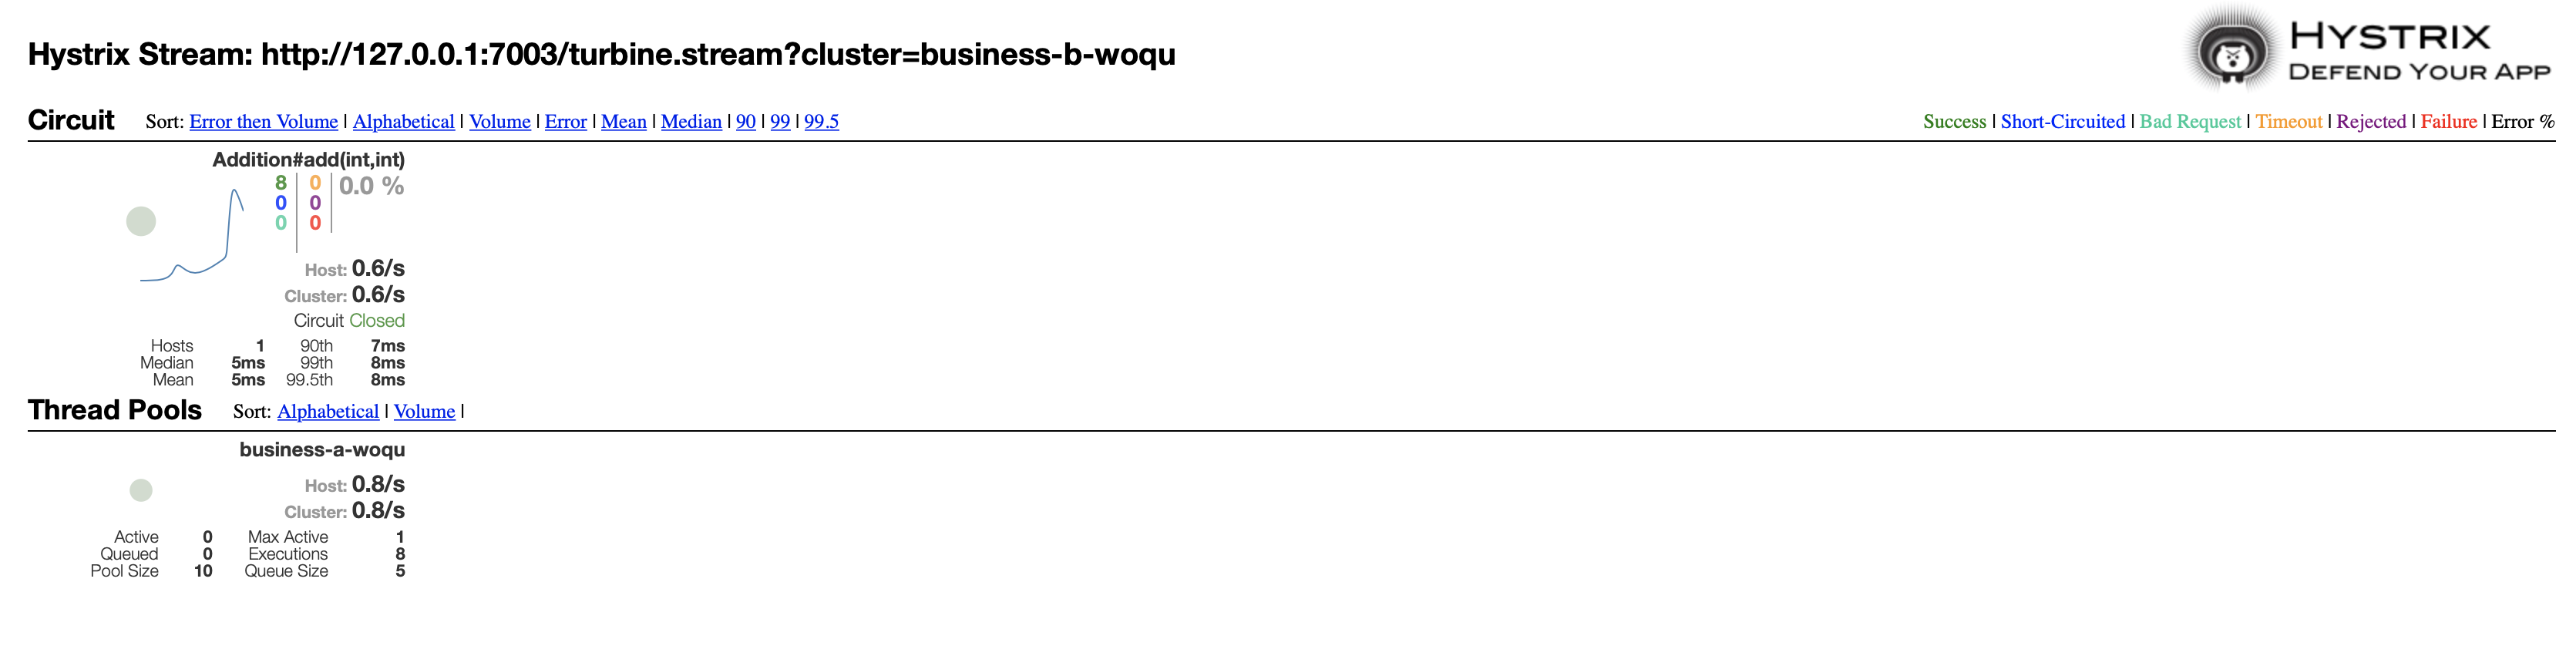 Hystrix Stream: http://127.0.0.1:7003/turbine.stream?cluster=business-b-woqu
HYSTRIX
DEFEND YOUR APP
Circuit Sort: Error then Volume | Alphabetical | Volume | Error | Mean | Median | 90 | 99 | 99.5
Success | Short-Circuited | Bad Request | Timeout | Rejected | Failure | Error %
Addition#add(int,int)
8 0 0.0 %
0 0
0 0
Host: 0.6/s
Cluster: 0.6/s
Circuit Closed
Hosts 1 90th 7ms
Median 5ms 99th 8ms
Mean 5ms 99.5th 8ms
Thread Pools Sort: Alphabetical | Volume |
business-a-woqu
Host: 0.8/s
Cluster: 0.8/s
Active 0 Max Active 1
Queued 0 Executions 8
Pool Size 10 Queue Size 5